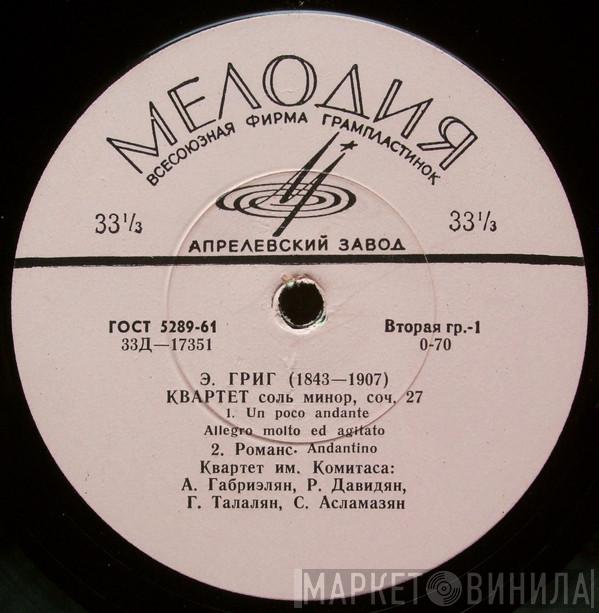 МЕЛОДИЯ
ВСЕСОЮЗНАЯ ФИРМА ГРАМПЛАСТИНОК
33⅓ 33⅓
АПРЕЛЕВСКИЙ ЗАВОД
ГОСТ 5289-61 Вторая гр.-1
33Д—17351 0-70
Э. ГРИГ (1843—1907)
КВАРТЕТ соль минор, соч. 27
1. Un poco andante
Allegro molto ed agitato
2. Романс. Andantino
Квартет им. Комитаса:
А. Габриэлян, Р. Давидян,
Г. Талалян, С. Асламазян
МАРКЕТ ВИНИЛА